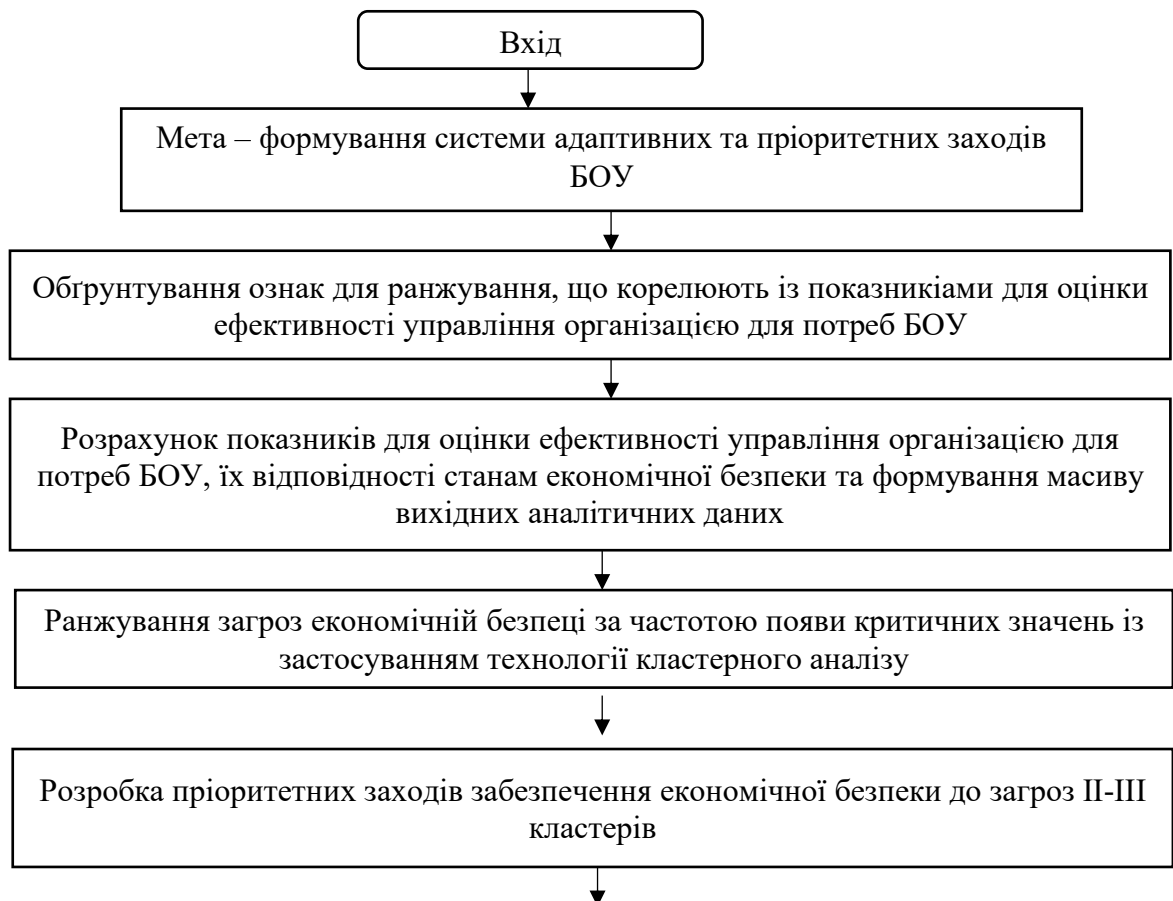 Вхід
Мета – формування системи адаптивних та пріоритетних заходів
БОУ
Обґрунтування ознак для ранжування, що корелюють із показникіами для оцінки
ефективності управління організацією для потреб БОУ
Розрахунок показників для оцінки ефективності управління організацією для
потреб БОУ, їх відповідності станам економічної безпеки та формування масиву
вихідних аналітичних даних
Ранжування загроз економічній безпеці за частотою появи критичних значень із
застосуванням технології кластерного аналізу
Розробка пріоритетних заходів забезпечення економічної безпеки до загроз ІІ-ІІІ
кластерів